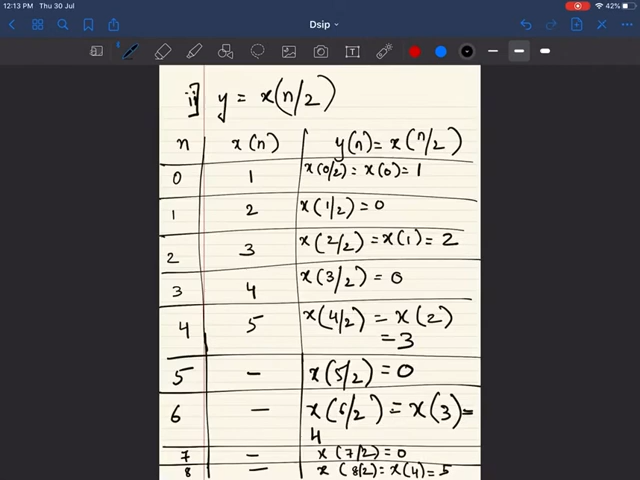 12:13 PM Thu 30 Jul
42%
Dsip
ii] y = x(n/2)
n x(n) y(n) = x(n/2)
0 1 x(0/2) = x(0) = 1
1 2 x(1/2) = 0
2 3 x(2/2) = x(1) = 2
3 4 x(3/2) = 0
4 5 x(4/2) = x(2)
= 3
5 - x(5/2) = 0
6 - x(6/2) = x(3) =
4
7 - x(7/2) = 0
8 - x(8/2) = x(4) = 5